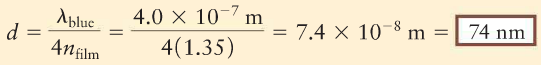 d = λ_blue / 4n_film = 4.0 × 10⁻⁷ m / 4(1.35) = 7.4 × 10⁻⁸ m = 74 nm